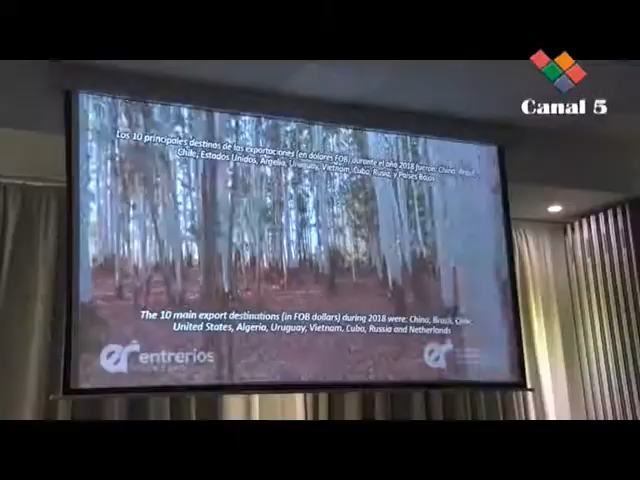 Canal 5
Los 10 principales destinos de las exportaciones (en dólares FOB) durante el año 2018 fueron: China, Brasil,
Chile, Estados Unidos, Argelia, Uruguay, Vietnam, Cuba, Rusia y Países Bajos
The 10 main export destinations (in FOB dollars) during 2018 were: China, Brazil, Chile,
United States, Algeria, Uruguay, Vietnam, Cuba, Russia and Netherlands
er entrerios
er